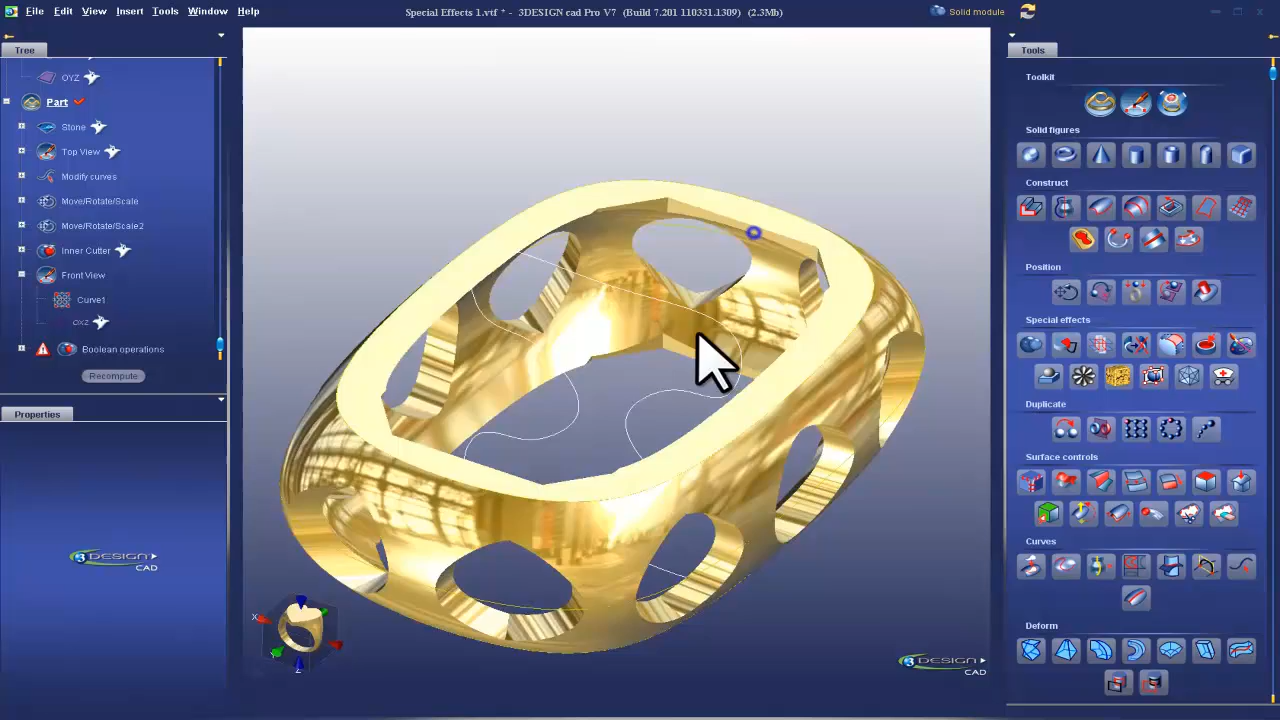 File Edit View Insert Tools Window Help
Special Effects 1.vtf * - 3DESIGN cad Pro V7 (Build 7.201 110331.1309) (2.3Mb)
Solid module
Tree
OYZ
Part
Stone
Top View
Modify curves
Move/Rotate/Scale
Move/Rotate/Scale2
Inner Cutter
Front View
Curve1
OXZ
Boolean operations
Recompute
Properties
3DESIGN
CAD
X
Z
3DESIGN
CAD
Tools
Toolkit
Solid figures
Construct
Position
Special effects
Duplicate
Surface controls
Curves
Deform